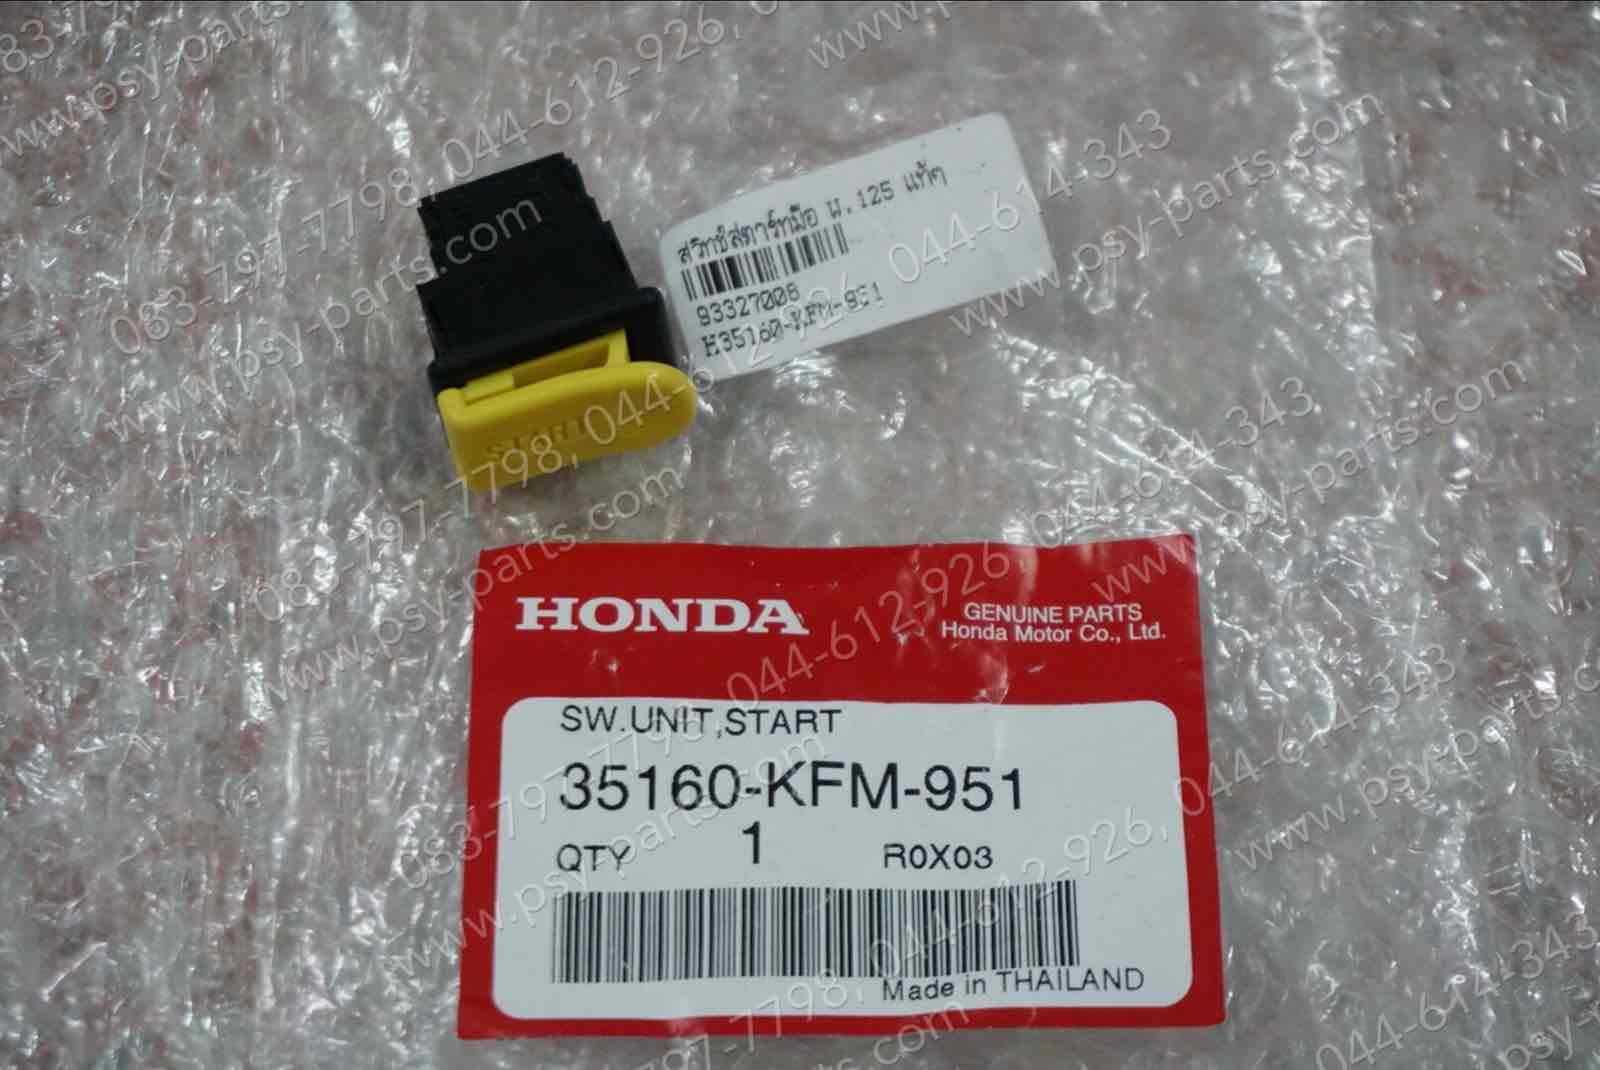 สวิทช์สตาร์ทมือ ผ.125 แท้ๆ
93327008
H35160-KFM-951
START
HONDA
GENUINE PARTS
Honda Motor Co., Ltd.
SW.UNIT,START
35160-KFM-951
QTY 1 R0X03
Made in THAILAND
083-797-7798, 044-612-926, 044-614-343
www.psy-parts.com